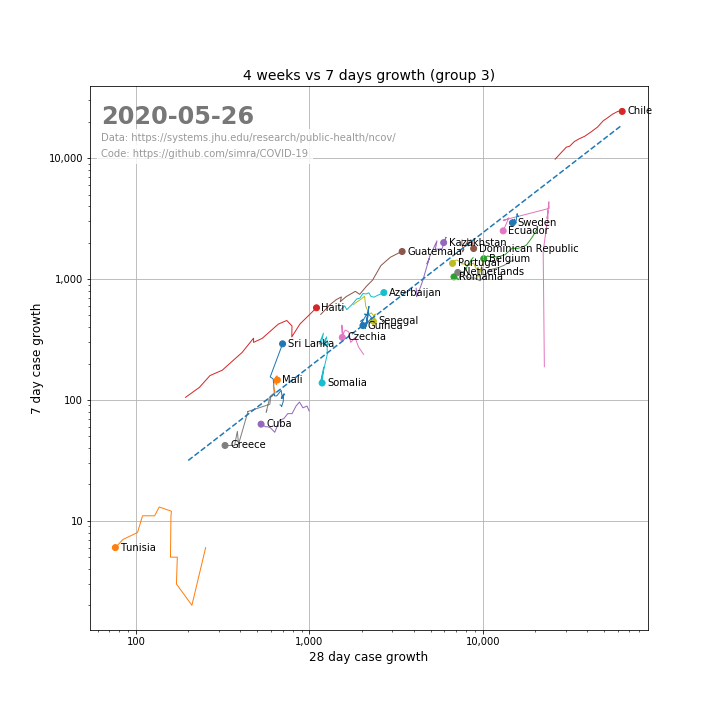 4 weeks vs 7 days growth (group 3)
2020-05-26
Data: https://systems.jhu.edu/research/public-health/ncov/
Code: https://github.com/simra/COVID-19
Chile
10,000
Sweden
Ecuador
Kazakhstan
Guatemala
Dominican Republic
Belgium
Portugal
Netherlands
1,000
Romania
Azerbaijan
Haiti
Senegal
Guinea
Czechia
Sri Lanka
Mali
Somalia
100
Cuba
Greece
10
Tunisia
7 day case growth
100
1,000
10,000
28 day case growth